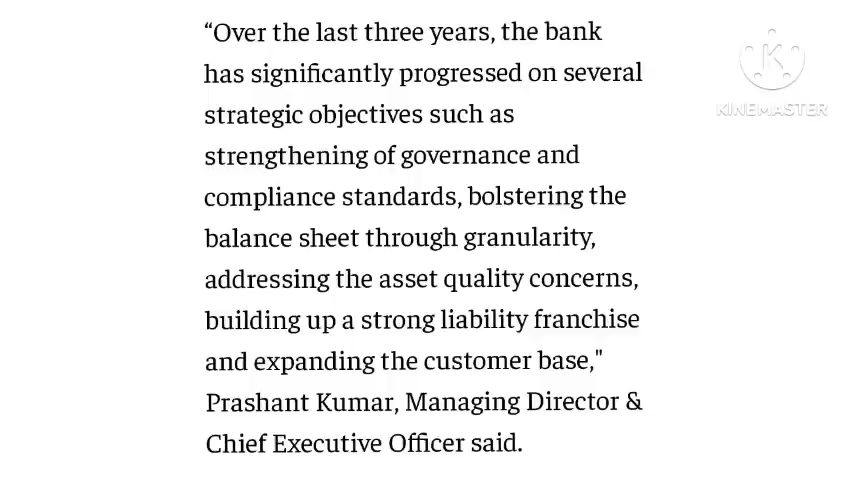 “Over the last three years, the bank
has significantly progressed on several
strategic objectives such as
strengthening of governance and
compliance standards, bolstering the
balance sheet through granularity,
addressing the asset quality concerns,
building up a strong liability franchise
and expanding the customer base,"
Prashant Kumar, Managing Director &
Chief Executive Officer said.
KINEMASTER